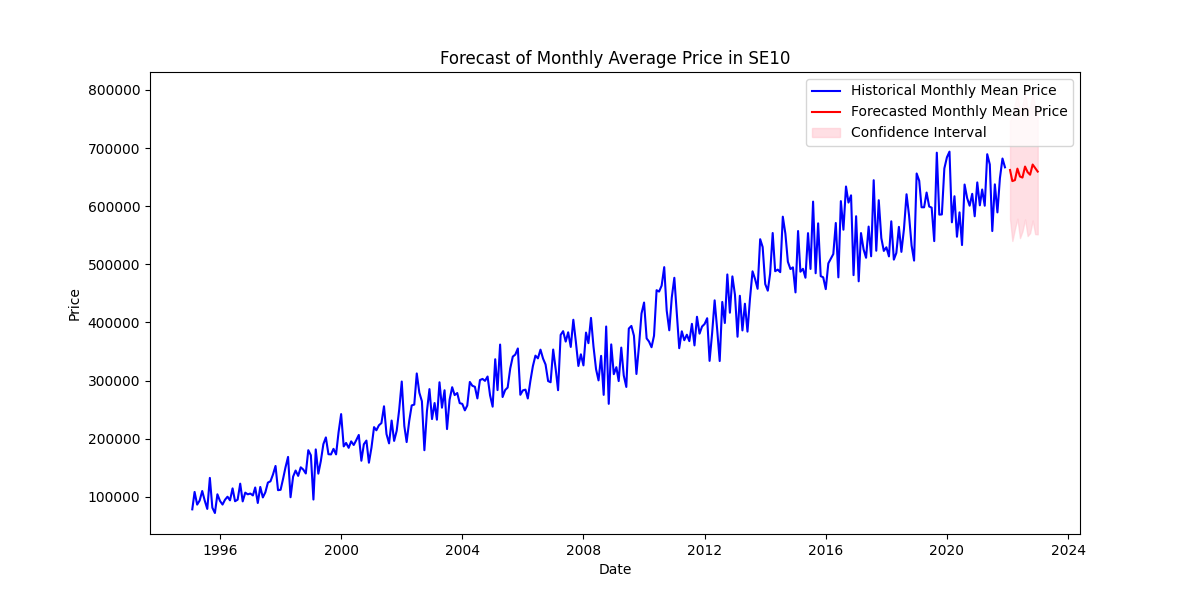 Forecast of Monthly Average Price in SE10
Historical Monthly Mean Price
Forecasted Monthly Mean Price
Confidence Interval
800000
700000
600000
500000
400000
300000
200000
100000
Price
1996
2000
2004
2008
2012
2016
2020
2024
Date